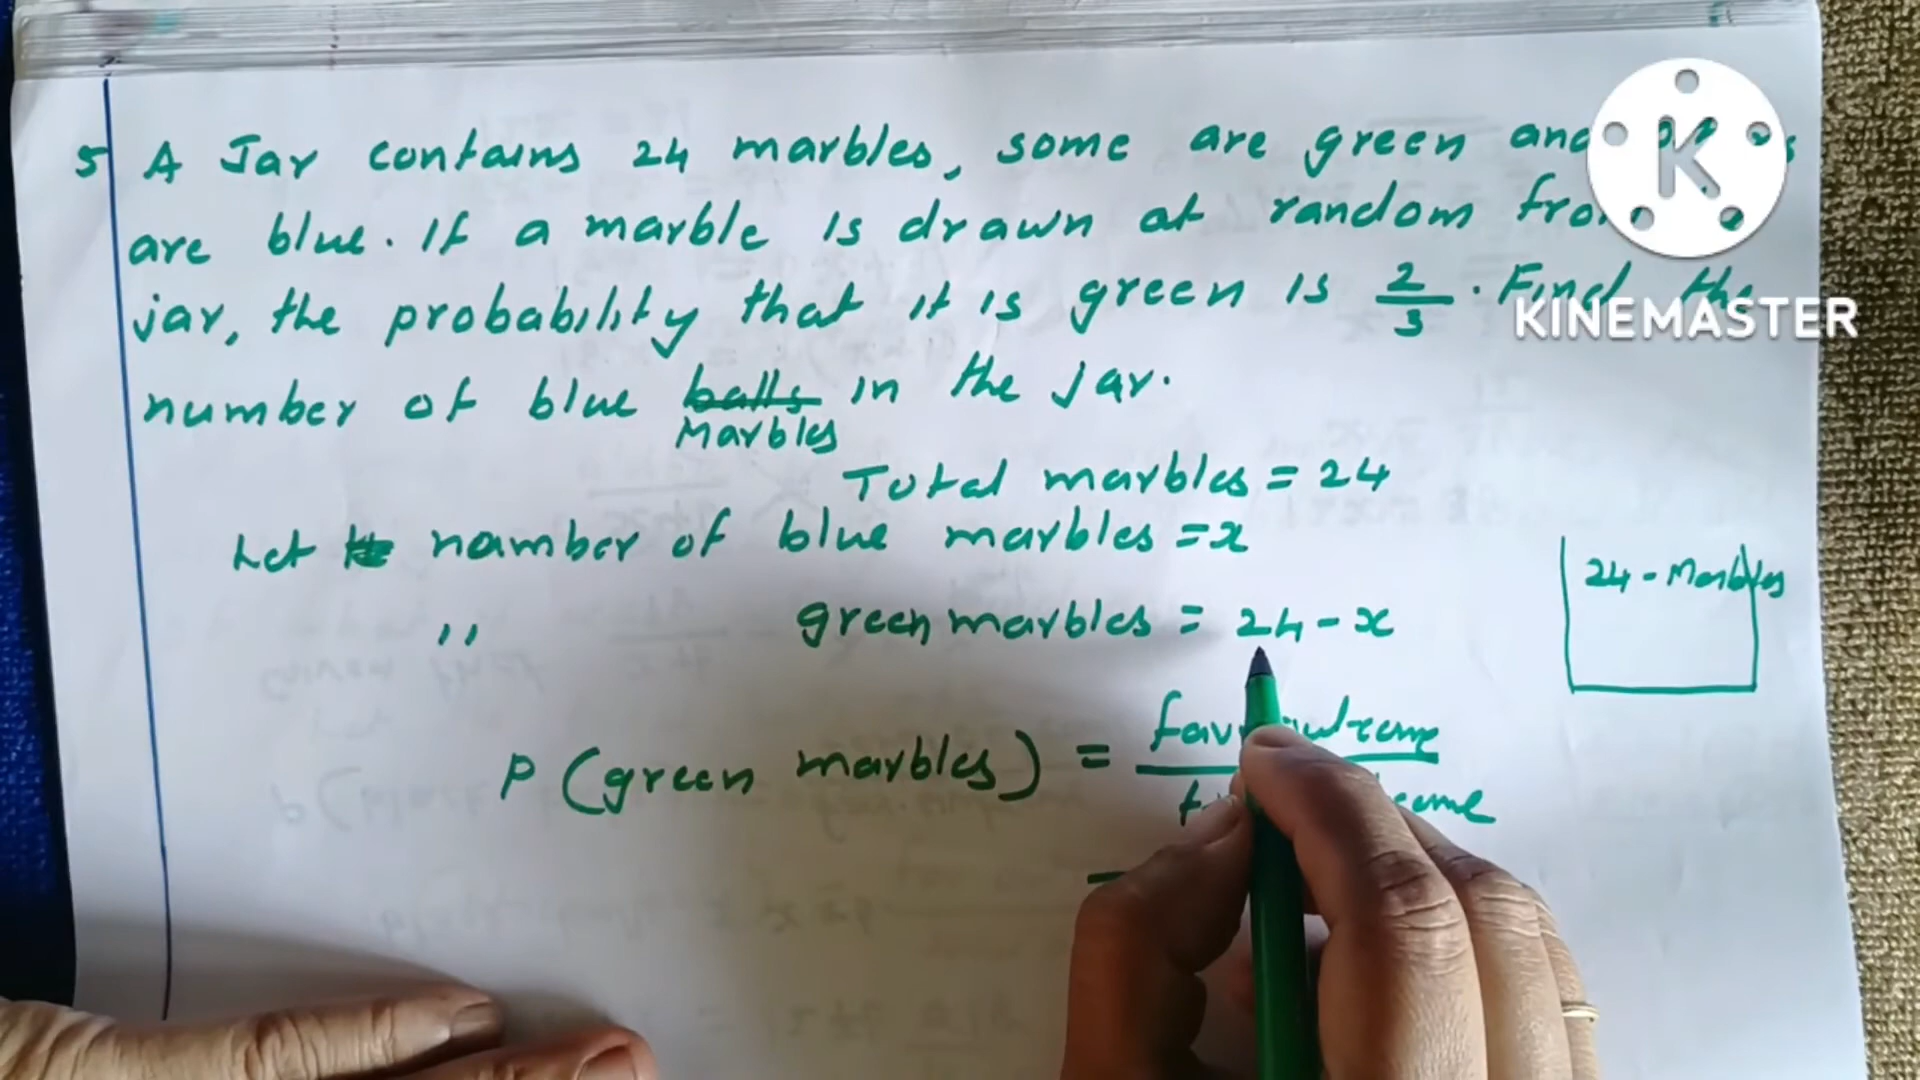 5 A Jar contains 24 marbles, some are green and
are blue. If a marble is drawn at random from
jar, the probability that it is green is 2/3. Find the
number of blue balls in the jar.
Marbles
Total marbles = 24
Let number of blue marbles = x
24 - Marbles
" green marbles = 24 - x
P (green marbles) =
K
KINEMASTER